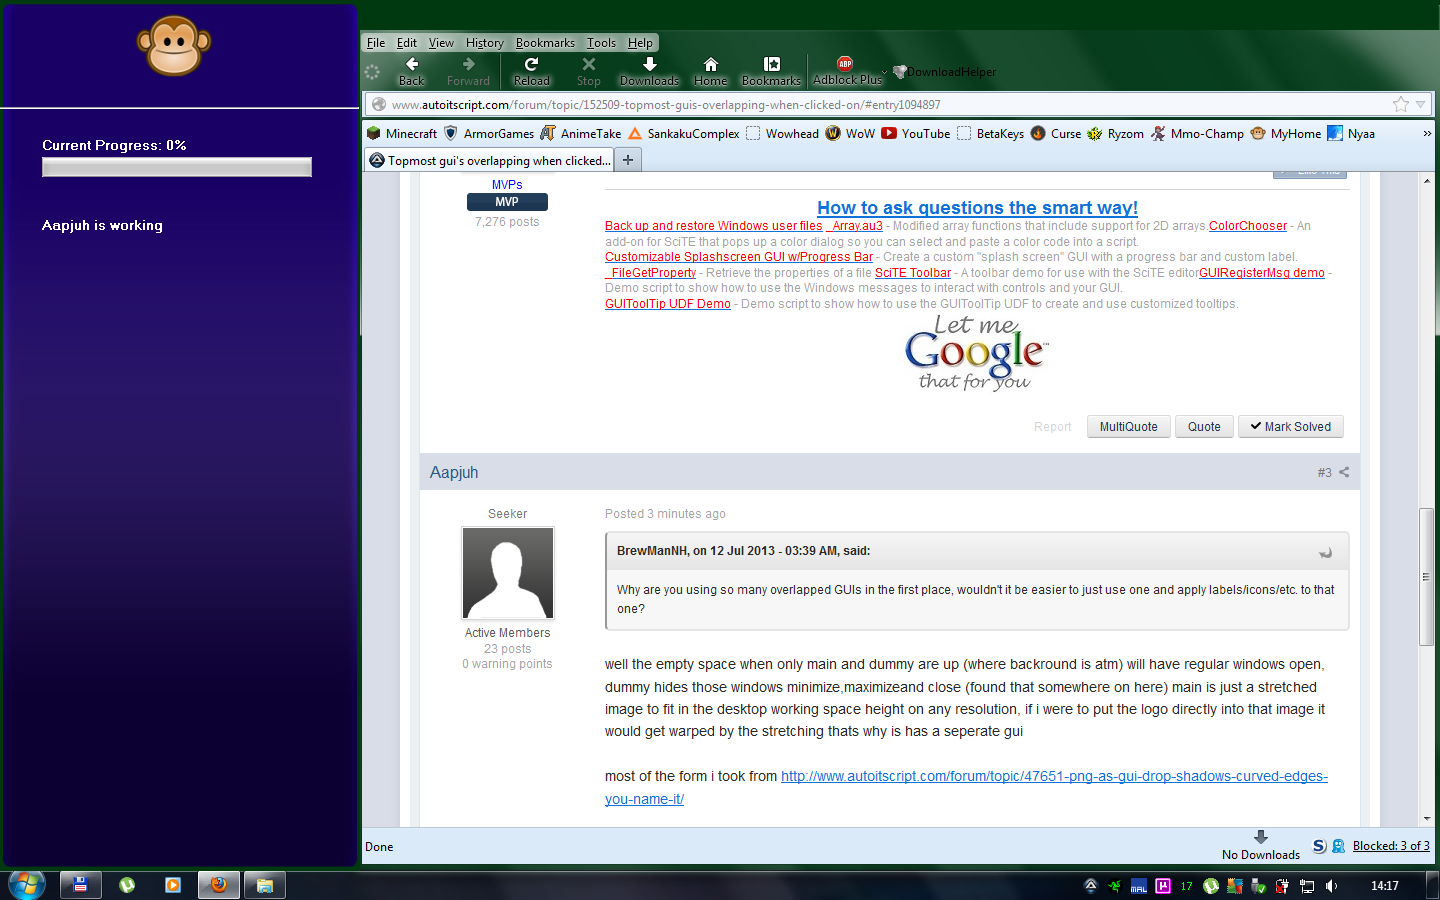 Current Progress: 0%
Aapjuh is working
File Edit View History Bookmarks Tools Help
Back Forward Reload Stop Downloads Home Bookmarks ABP Adblock Plus DownloadHelper
www.autoitscript.com/forum/topic/152509-topmost-guis-overlapping-when-clicked-on/#entry1094897
Minecraft ArmorGames AnimeTake SankakuComplex Wowhead WoW YouTube BetaKeys Curse Ryzom Mmo-Champ MyHome Nyaa »
Topmost gui's overlapping when clicked... +
MVPs
MVP
7,276 posts
How to ask questions the smart way!
Back up and restore Windows user files _Array.au3 - Modified array functions that include support for 2D arrays.ColorChooser - An
add-on for SciTE that pops up a color dialog so you can select and paste a color code into a script.
Customizable Splashscreen GUI w/Progress Bar - Create a custom "splash screen" GUI with a progress bar and custom label.
_FileGetProperty - Retrieve the properties of a file SciTE Toolbar - A toolbar demo for use with the SciTE editorGUIRegisterMsg demo -
Demo script to show how to use the Windows messages to interact with controls and your GUI.
GUIToolTip UDF Demo - Demo script to show how to use the GUIToolTip UDF to create and use customized tooltips.
Let me
Google™
that for you
Report MultiQuote Quote Mark Solved
Aapjuh #3
Seeker
Active Members
23 posts
0 warning points
Posted 3 minutes ago
BrewManNH, on 12 Jul 2013 - 03:39 AM, said:
Why are you using so many overlapped GUIs in the first place, wouldn't it be easier to just use one and apply labels/icons/etc. to that
one?
well the empty space when only main and dummy are up (where backround is atm) will have regular windows open,
dummy hides those windows minimize,maximizeand close (found that somewhere on here) main is just a stretched
image to fit in the desktop working space height on any resolution, if i were to put the logo directly into that image it
would get warped by the stretching thats why is has a seperate gui
most of the form i took from http://www.autoitscript.com/forum/topic/47651-png-as-gui-drop-shadows-curved-edges-
you-name-it/
Done
No Downloads
S
Blocked: 3 of 3
MAL
17
14:17